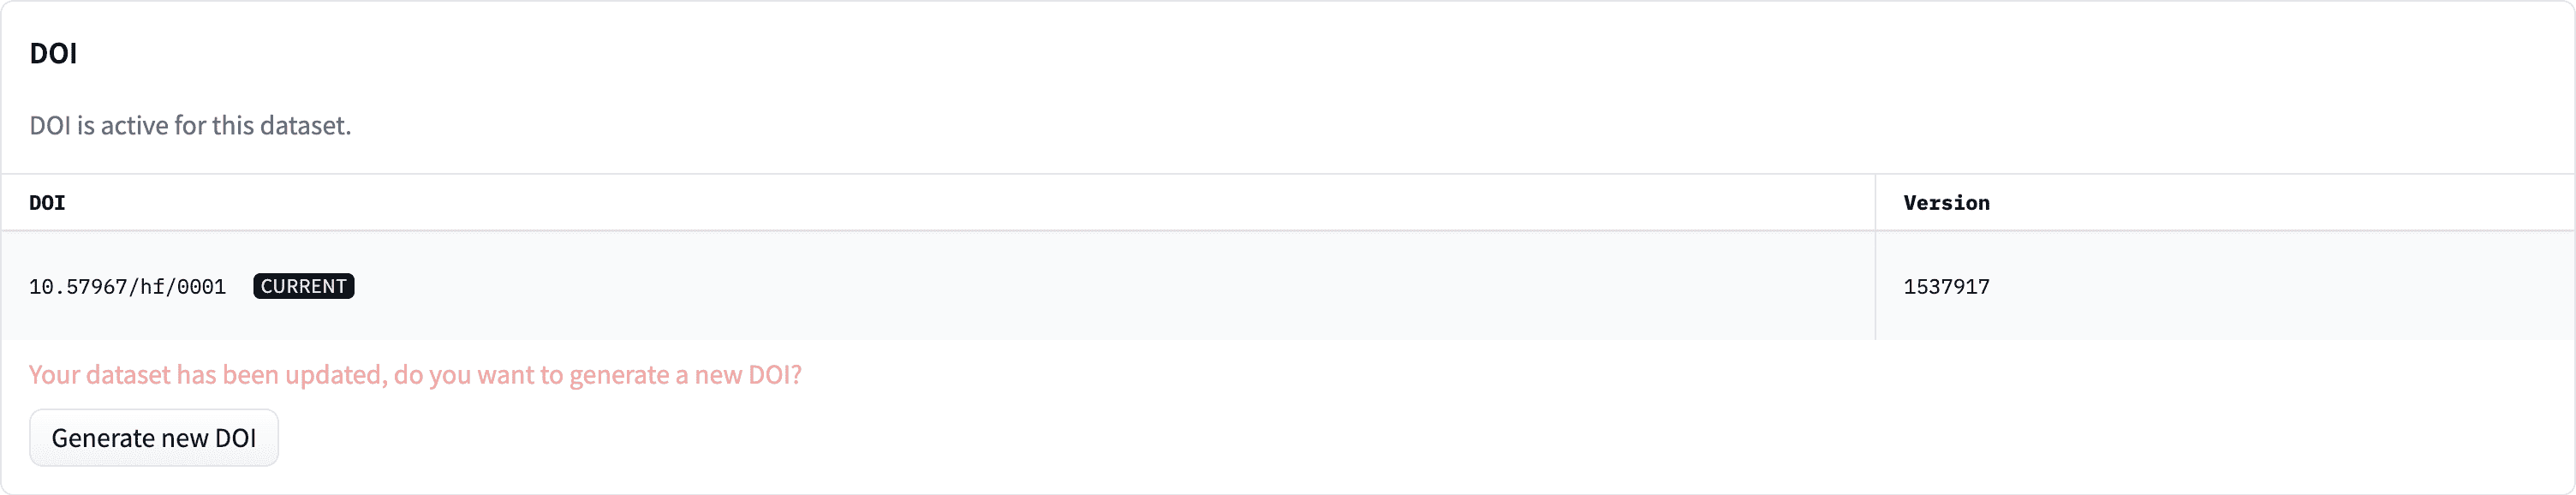 DOI
DOI is active for this dataset.
DOI Version
10.57967/hf/0001 CURRENT 1537917
Your dataset has been updated, do you want to generate a new DOI?
Generate new DOI